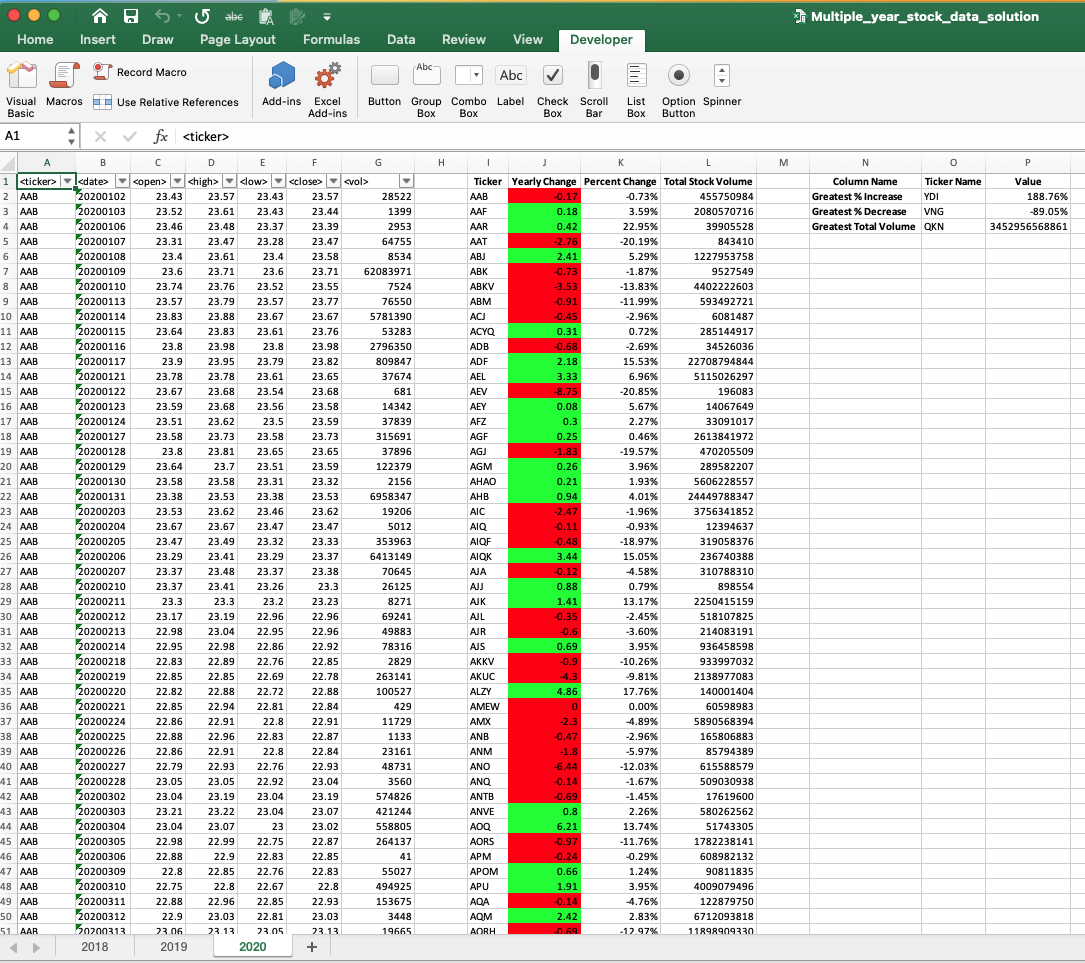 abc Multiple_year_stock_data_solution
Home Insert Draw Page Layout Formulas Data Review View Developer
Visual Basic Macros Record Macro Use Relative References Add-ins Excel Add-ins Button Group Box Combo Box Label Check Box Scroll Bar List Box Option Button Spinner
Abc Abc
A1 fx <ticker>
A B C D E F G H I J K L M N O P
1 <ticker> <date> <open> <high> <low> <close> <vol> Ticker Yearly Change Percent Change Total Stock Volume Column Name Ticker Name Value
2 AAB 20200102 23.43 23.57 23.43 23.57 28522 AAB -0.17 -0.73% 455750984 Greatest % Increase YDI 188.76%
3 AAB 20200103 23.52 23.61 23.43 23.44 1399 AAF 0.18 3.59% 2080570716 Greatest % Decrease VNG -89.05%
4 AAB 20200106 23.46 23.48 23.37 23.39 2953 AAR 0.42 22.95% 39905528 Greatest Total Volume QKN 3452956568861
5 AAB 20200107 23.31 23.47 23.28 23.47 64755 AAT -2.76 -20.19% 843410
6 AAB 20200108 23.4 23.61 23.4 23.58 8534 ABJ 2.41 5.29% 1227953758
7 AAB 20200109 23.6 23.71 23.6 23.71 62083971 ABK -0.73 -1.87% 9527549
8 AAB 20200110 23.74 23.76 23.52 23.55 7524 ABKV -3.53 -13.83% 4402222603
9 AAB 20200113 23.57 23.79 23.57 23.77 76550 ABM -0.91 -11.99% 593492721
10 AAB 20200114 23.83 23.88 23.67 23.67 5781390 ACJ -0.45 -2.96% 6081487
11 AAB 20200115 23.64 23.83 23.61 23.76 53283 ACYQ 0.31 0.72% 285144917
12 AAB 20200116 23.8 23.98 23.8 23.98 2796350 ADB -0.68 -2.69% 34526036
13 AAB 20200117 23.9 23.95 23.79 23.82 809847 ADF 2.18 15.53% 22708794844
14 AAB 20200121 23.78 23.78 23.61 23.65 37674 AEL 3.33 6.96% 5115026297
15 AAB 20200122 23.67 23.68 23.54 23.68 681 AEV -8.75 -20.85% 196083
16 AAB 20200123 23.59 23.68 23.56 23.58 14342 AEY 0.08 5.67% 14067649
17 AAB 20200124 23.51 23.62 23.5 23.59 37839 AFZ 0.3 2.27% 33091017
18 AAB 20200127 23.58 23.73 23.58 23.73 315691 AGF 0.25 0.46% 2613841972
19 AAB 20200128 23.8 23.81 23.65 23.65 37896 AGJ -1.83 -19.57% 470205509
20 AAB 20200129 23.64 23.7 23.51 23.59 122379 AGM 0.26 3.96% 289582207
21 AAB 20200130 23.58 23.58 23.31 23.32 2156 AHAO 0.21 1.93% 5606228557
22 AAB 20200131 23.38 23.53 23.38 23.53 6958347 AHB 0.94 4.01% 24449788347
23 AAB 20200203 23.53 23.62 23.46 23.62 19206 AIC -2.47 -1.96% 3756341852
24 AAB 20200204 23.67 23.67 23.47 23.47 5012 AIQ -0.11 -0.93% 12394637
25 AAB 20200205 23.47 23.49 23.32 23.33 353963 AIQF -0.48 -18.97% 319058376
26 AAB 20200206 23.29 23.41 23.29 23.37 6413149 AIQK 3.44 15.05% 236740388
27 AAB 20200207 23.37 23.48 23.37 23.38 70645 AJA -0.12 -4.58% 310788310
28 AAB 20200210 23.37 23.41 23.26 23.3 26125 AJJ 0.88 0.79% 898554
29 AAB 20200211 23.3 23.3 23.2 23.23 8271 AJK 1.41 13.17% 2250415159
30 AAB 20200212 23.17 23.19 22.96 22.96 69241 AJL -0.35 -2.45% 518107825
31 AAB 20200213 22.98 23.04 22.95 22.96 49883 AJR -0.6 -3.60% 214083191
32 AAB 20200214 22.95 22.98 22.86 22.92 78316 AJS 0.69 3.95% 936458598
33 AAB 20200218 22.83 22.89 22.76 22.85 2829 AKKV -0.9 -10.26% 933997032
34 AAB 20200219 22.85 22.85 22.69 22.78 263141 AKUC -4.3 -9.81% 2138977083
35 AAB 20200220 22.82 22.88 22.72 22.88 100527 ALZY 4.86 17.76% 140001404
36 AAB 20200221 22.85 22.94 22.81 22.84 429 AMEW 0 0.00% 60598983
37 AAB 20200224 22.86 22.91 22.8 22.91 11729 AMX -2.3 -4.89% 5890568394
38 AAB 20200225 22.88 22.96 22.83 22.87 1133 ANB -0.47 -2.96% 165806883
39 AAB 20200226 22.86 22.91 22.8 22.84 23161 ANM -1.8 -5.97% 85794389
40 AAB 20200227 22.79 22.93 22.76 22.93 48731 ANO -6.44 -12.03% 615588579
41 AAB 20200228 23.05 23.05 22.92 23.04 3560 ANQ -0.14 -1.67% 509030938
42 AAB 20200302 23.04 23.19 23.04 23.19 574826 ANTB -0.69 -1.45% 17619600
43 AAB 20200303 23.21 23.22 23.04 23.07 421244 ANVE 0.8 2.26% 580262562
44 AAB 20200304 23.04 23.07 23 23.02 558805 AOQ 6.21 13.74% 51743305
45 AAB 20200305 22.98 22.99 22.75 22.87 264137 AORS -0.97 -11.76% 1782238141
46 AAB 20200306 22.88 22.9 22.83 22.85 41 APM -0.24 -0.29% 608982132
47 AAB 20200309 22.8 22.85 22.76 22.83 55027 APOM 0.66 1.24% 90811835
48 AAB 20200310 22.75 22.8 22.67 22.8 494925 APU 1.91 3.95% 4009079496
49 AAB 20200311 22.88 22.96 22.85 22.93 153675 AQA -0.14 -4.76% 122879750
50 AAB 20200312 22.9 23.03 22.81 23.03 3448 AQM 2.42 2.83% 6712093818
51 AAB 20200313 23.06 23.13 23.05 23.13 19665 AQRH -0.69 -12.97% 11898909330
2018 2019 2020 +